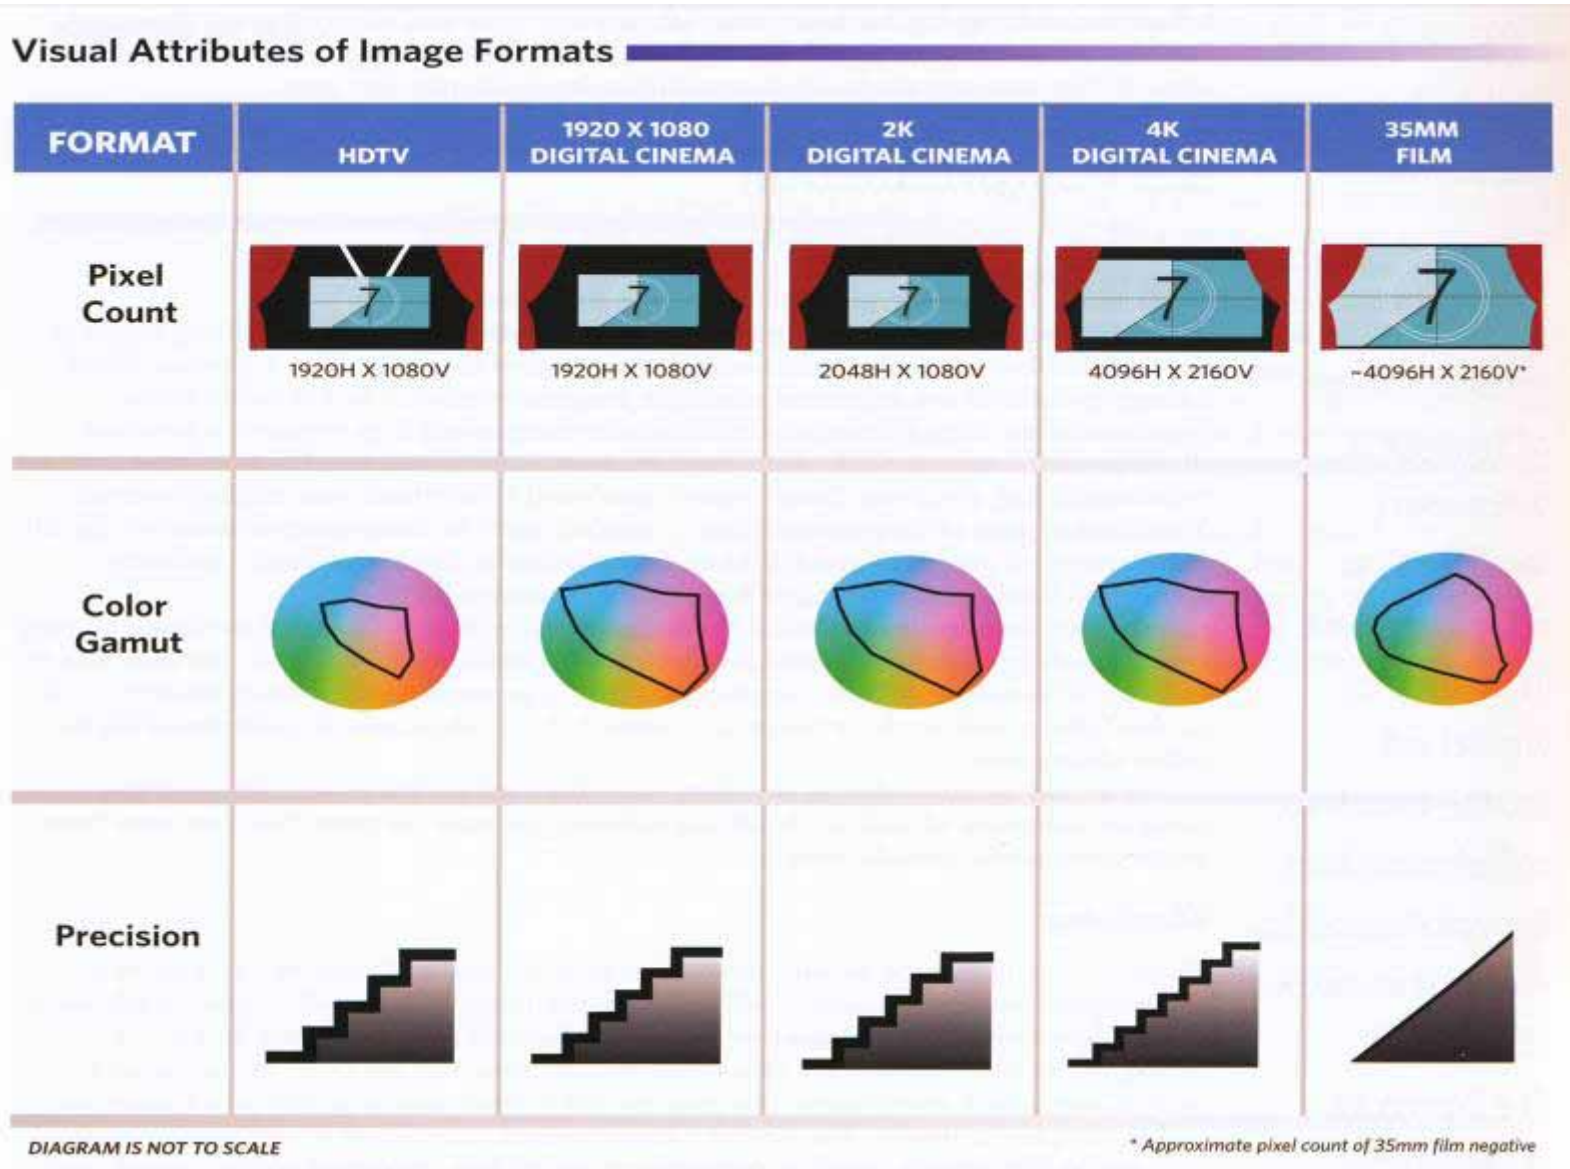 Visual Attributes of Image Formats
FORMAT
HDTV
1920 X 1080
DIGITAL CINEMA
2K
DIGITAL CINEMA
4K
DIGITAL CINEMA
35MM
FILM
Pixel
Count
7
7
7
7
7
1920H X 1080V
1920H X 1080V
2048H X 1080V
4096H X 2160V
~4096H X 2160V*
Color
Gamut
Precision
DIAGRAM IS NOT TO SCALE
* Approximate pixel count of 35mm film negative